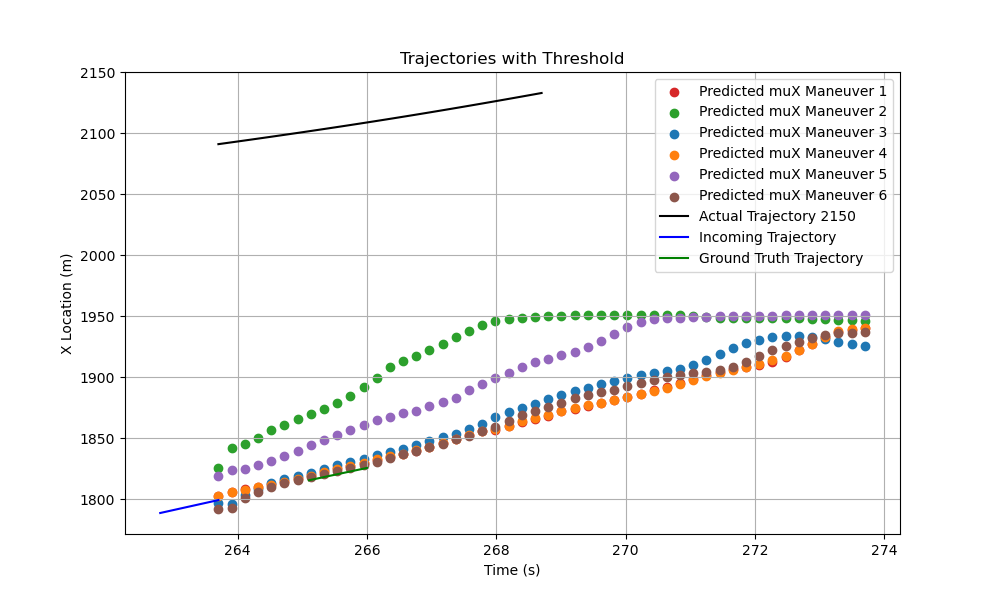 Trajectories with Threshold
X Location (m)
2150
2100
2050
2000
1950
1900
1850
1800
Predicted muX Maneuver 1
Predicted muX Maneuver 2
Predicted muX Maneuver 3
Predicted muX Maneuver 4
Predicted muX Maneuver 5
Predicted muX Maneuver 6
Actual Trajectory 2150
Incoming Trajectory
Ground Truth Trajectory
264 266 268 270 272 274
Time (s)